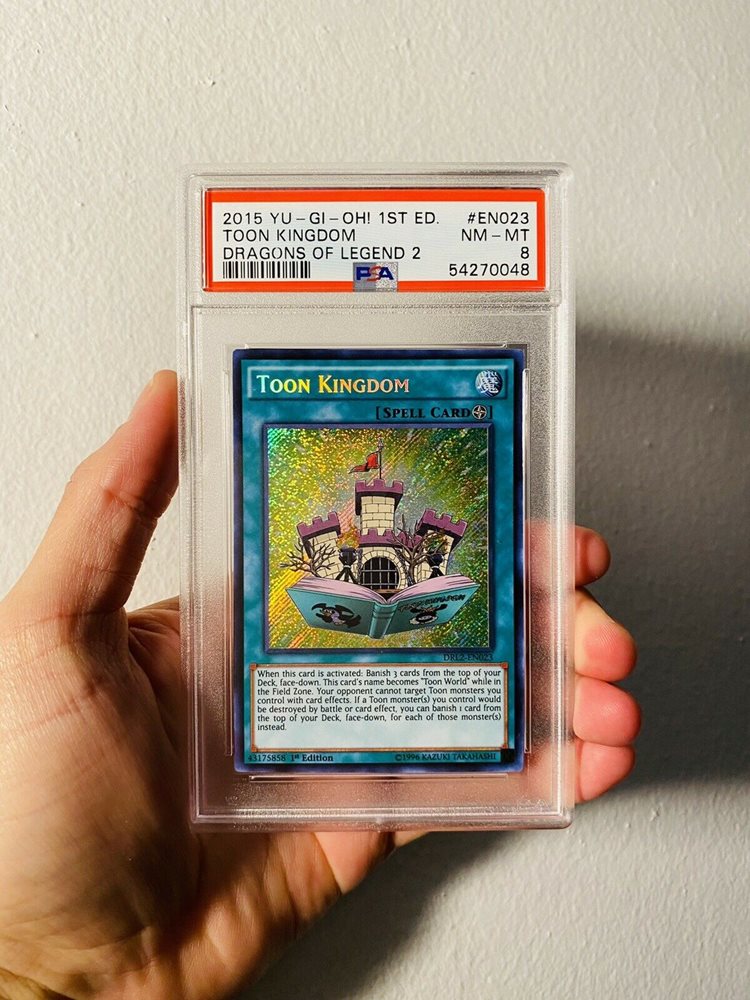 2015 YU-GI-OH! 1ST ED. #EN023
TOON KINGDOM NM-MT
DRAGONS OF LEGEND 2 8
PSA 54270048
TOON KINGDOM
[SPELL CARD]
DRL2-EN023
When this card is activated: Banish 3 cards from the top of your
Deck, face-down. This card's name becomes "Toon World" while in
the Field Zone. Your opponent cannot target Toon monsters you
control with card effects. If a Toon monster(s) you control would
be destroyed by battle or card effect, you can banish 1 card from
the top of your Deck, face-down, for each of those monster(s)
instead.
43175858 1st Edition ©1996 KAZUKI TAKAHASHI